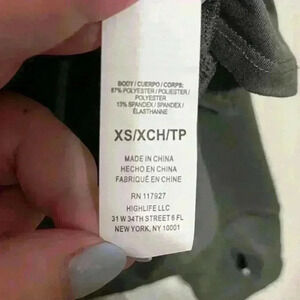 BODY / CUERPO / CORPS:
87% POLYESTER / POLIESTER /
POLYESTER
13% SPANDEX / SPANDEX /
ÉLASTHANNE
XS/XCH/TP
MADE IN CHINA
HECHO EN CHINA
FABRIQUÉ EN CHINE
RN 117927
HIGHLIFE LLC
31 W 34TH STREET 6 FL
NEW YORK, NY 10001